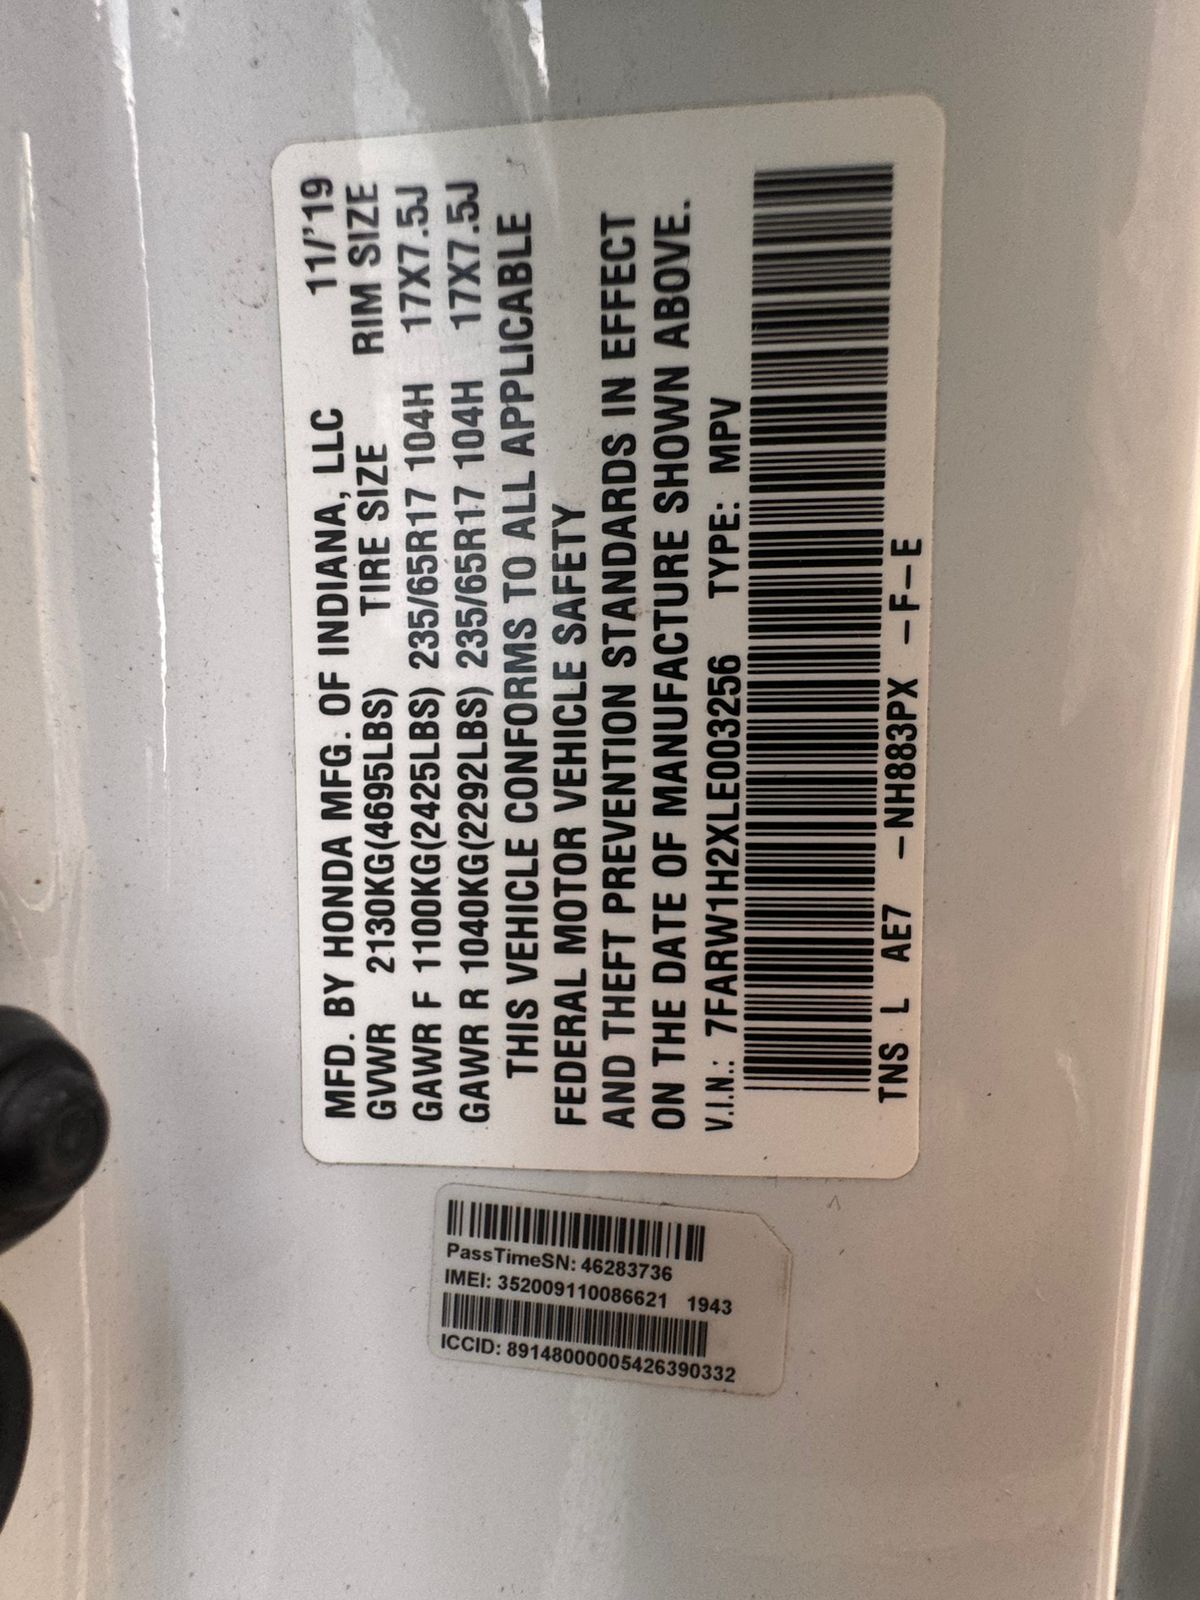 MFD. BY HONDA MFG. OF INDIANA, LLC 11/'19
GVWR 2130KG(4695LBS) TIRE SIZE RIM SIZE
GAWR F 1100KG(2425LBS) 235/65R17 104H 17X7.5J
GAWR R 1040KG(2292LBS) 235/65R17 104H 17X7.5J
THIS VEHICLE CONFORMS TO ALL APPLICABLE
FEDERAL MOTOR VEHICLE SAFETY
AND THEFT PREVENTION STANDARDS IN EFFECT
ON THE DATE OF MANUFACTURE SHOWN ABOVE.
V.I.N.: 7FARW1H2XLE003256 TYPE: MPV
TNS L AE7 –NH883PX –F–E
PassTimeSN: 46283736
IMEI: 352009110086621 1943
ICCID: 89148000005426390332